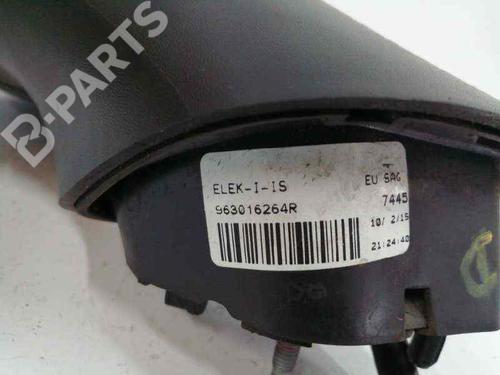 B-PARTS
ELEK-I-IS
963016264R
EU SAG
7445
10/ 2/15
21:24:40